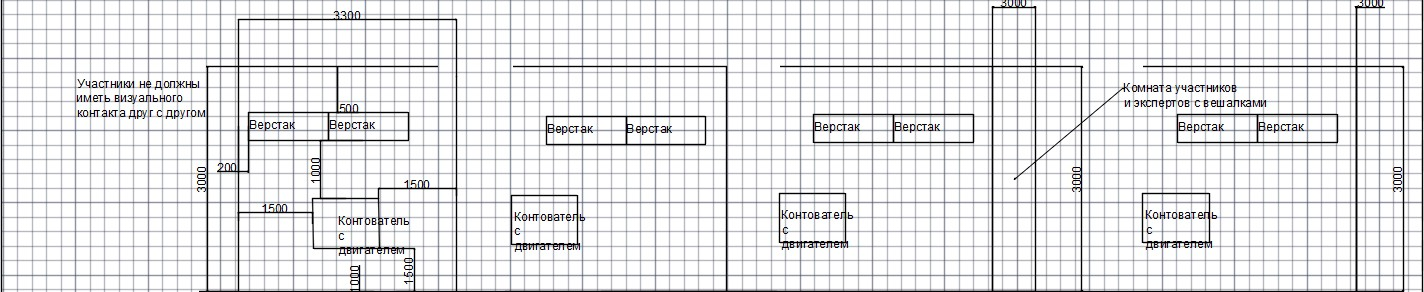 3300
3000
3000
Участники не должны
иметь визуального
контакта друг с другом
Комната участников
и экспертов с вешалками
500
Верстак
Верстак
Верстак
Верстак
Верстак
Верстак
Верстак
Верстак
200
3000
1000
1500
3000
3000
1500
Контователь
с
двигателем
Контователь
с
двигателем
Контователь
с
двигателем
Контователь
с
двигателем
1000
1500